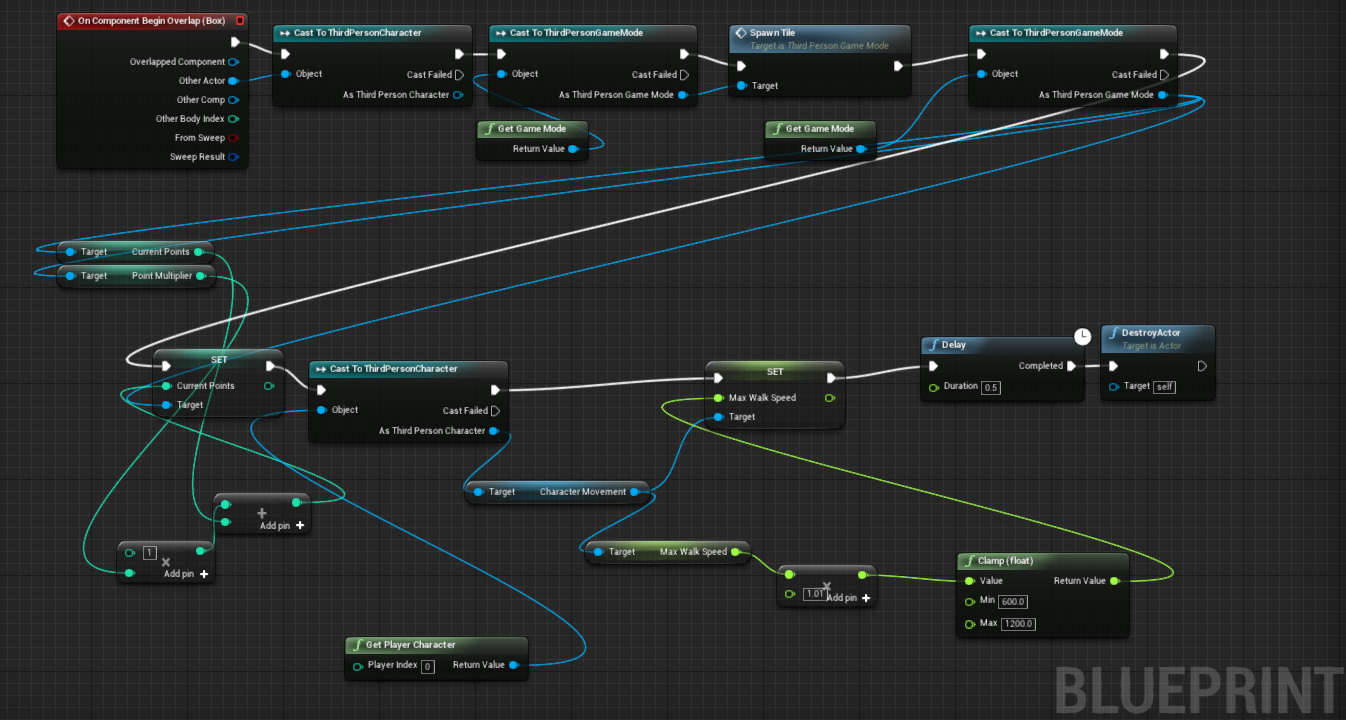 On Component Begin Overlap (Box)
Overlapped Component
Other Actor
Other Comp
Other Body Index
From Sweep
Sweep Result
Cast To ThirdPersonCharacter
Object
Cast Failed
As Third Person Character
Cast To ThirdPersonGameMode
Object
Cast Failed
As Third Person Game Mode
f Get Game Mode
Return Value
Spawn Tile
Target is Third Person Game Mode
Target
f Get Game Mode
Return Value
Cast To ThirdPersonGameMode
Object
Cast Failed
As Third Person Game Mode
Target Current Points
Target Point Multiplier
SET
Current Points
Target
Cast To ThirdPersonCharacter
Object
Cast Failed
As Third Person Character
SET
Max Walk Speed
Target
f Delay
Completed
Duration 0.5
f DestroyActor
Target is Actor
Target self
Target Character Movement
+
Add pin +
1
×
Add pin +
Target Max Walk Speed
×
1.01 Add pin +
f Clamp (float)
Value Return Value
Min 600.0
Max 1200.0
f Get Player Character
Player Index 0 Return Value
BLUEPRINT